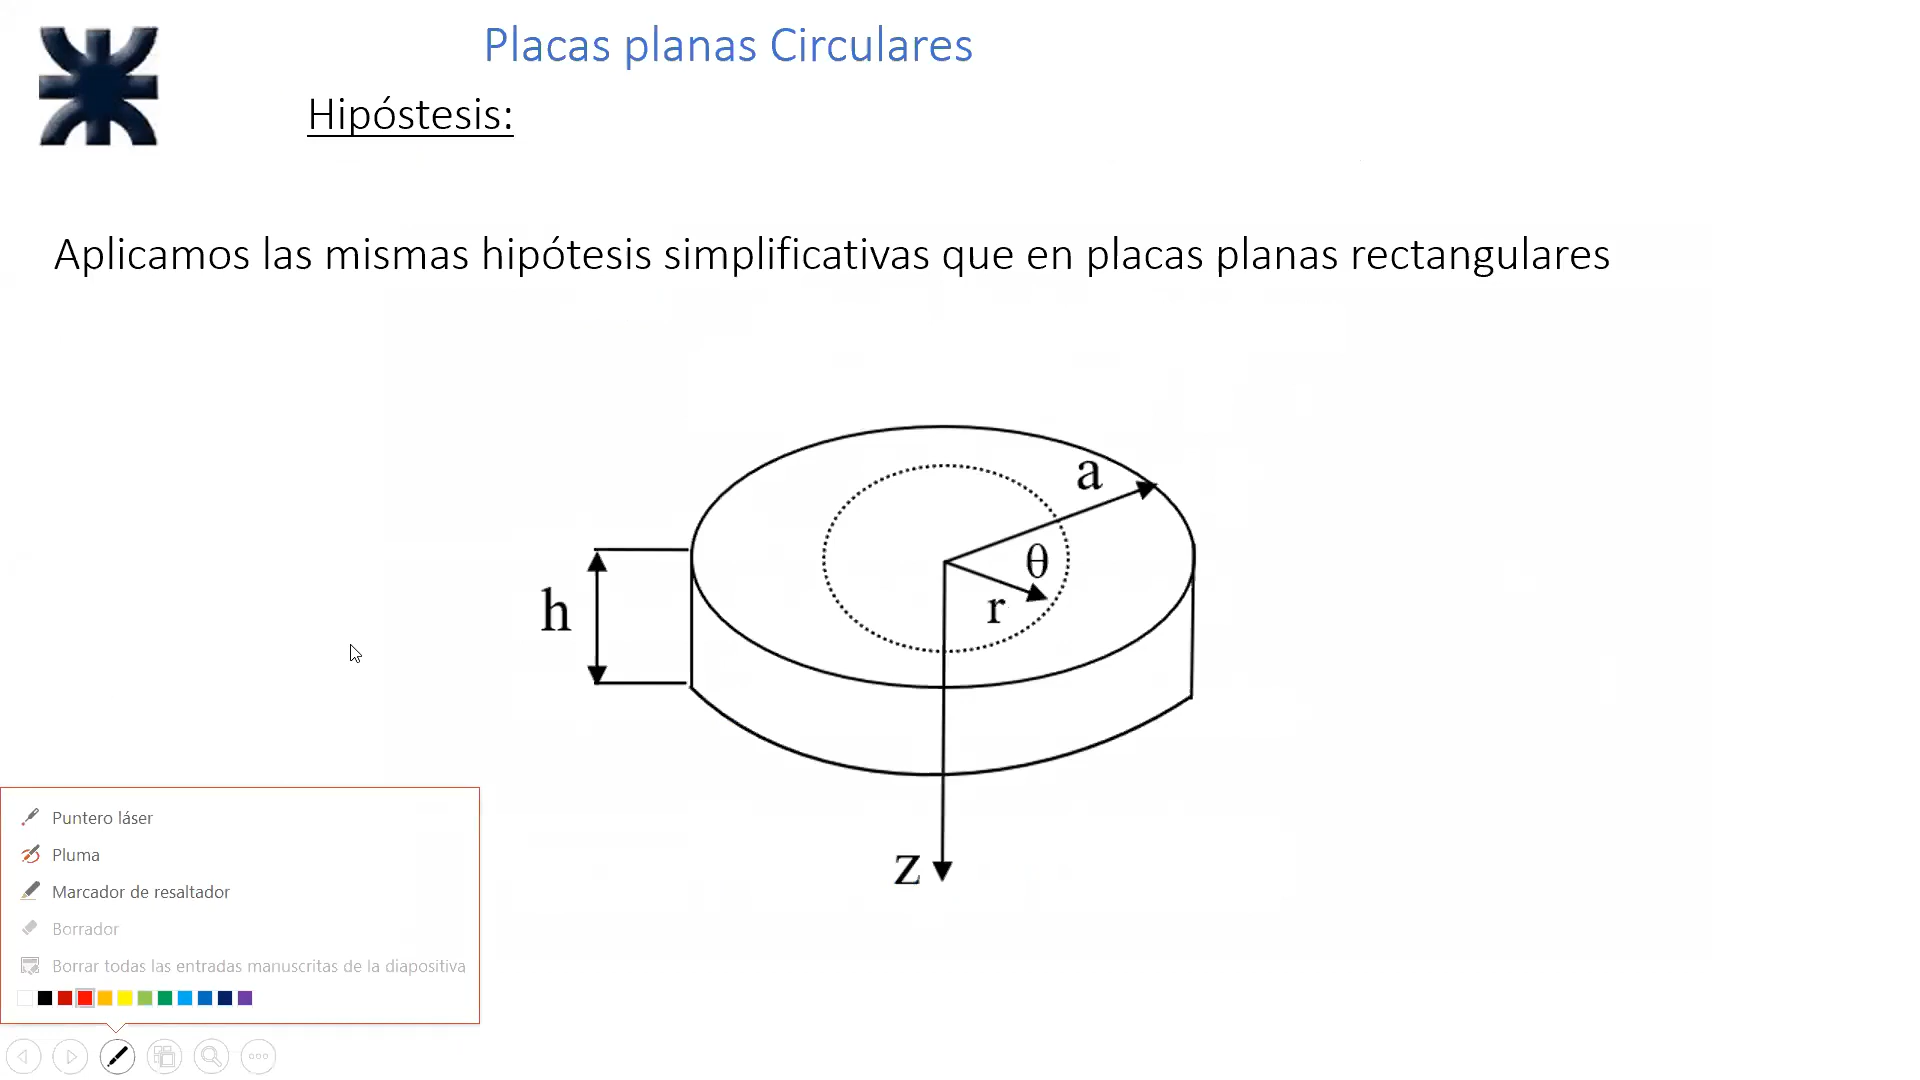 Placas planas Circulares
Hipóstesis:
Aplicamos las mismas hipótesis simplificativas que en placas planas rectangulares
a
θ
r
h
z
Puntero láser
Pluma
Marcador de resaltador
Borrador
Borrar todas las entradas manuscritas de la diapositiva